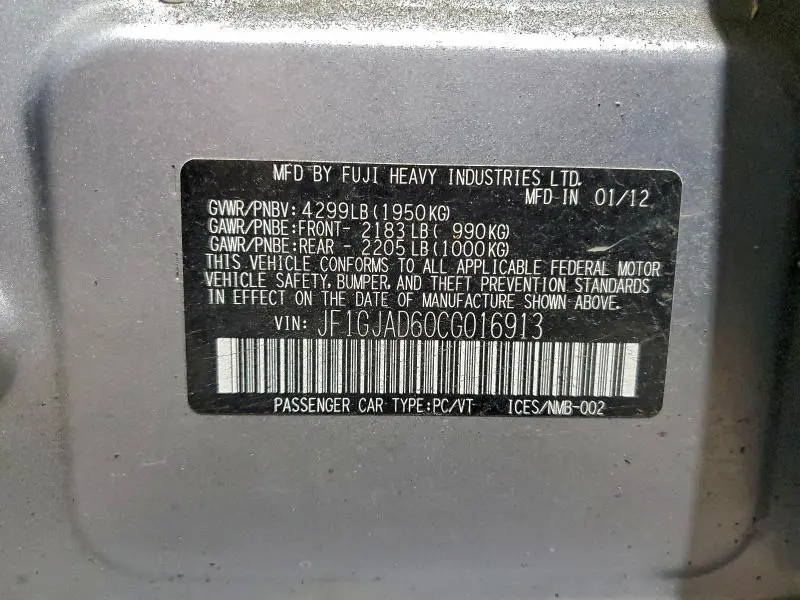 MFD BY FUJI HEAVY INDUSTRIES LTD.
MFD IN 01/12
GVWR/PNBV: 4299LB(1950KG)
GAWR/PNBE:FRONT- 2183LB( 990KG)
GAWR/PNBE:REAR - 2205LB(1000KG)
THIS VEHICLE CONFORMS TO ALL APPLICABLE FEDERAL MOTOR
VEHICLE SAFETY, BUMPER, AND THEFT PREVENTION STANDARDS
IN EFFECT ON THE DATE OF MANUFACTURE SHOWN ABOVE.
VIN: JF1GJAD60CG016913
PASSENGER CAR TYPE:PC/VT ICES/NMB-002